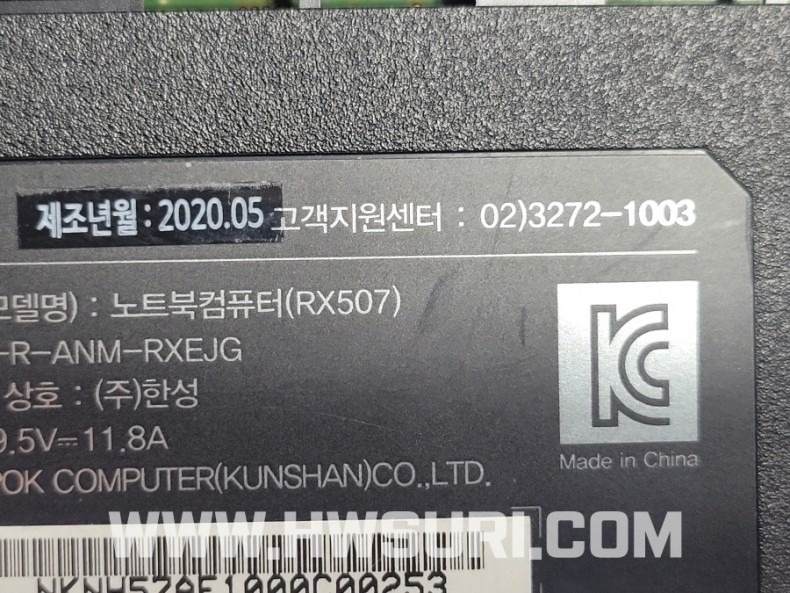 제조년월 : 2020.05 고객지원센터 : 02)3272-1003
모델명) : 노트북컴퓨터(RX507)
-R-ANM-RXEJG
상호 : (주)한성
9.5V⎓11.8A
POK COMPUTER(KUNSHAN)CO.,LTD.
Made in China
WWW.HWSURI.COM
NKNH57AF1000C00253